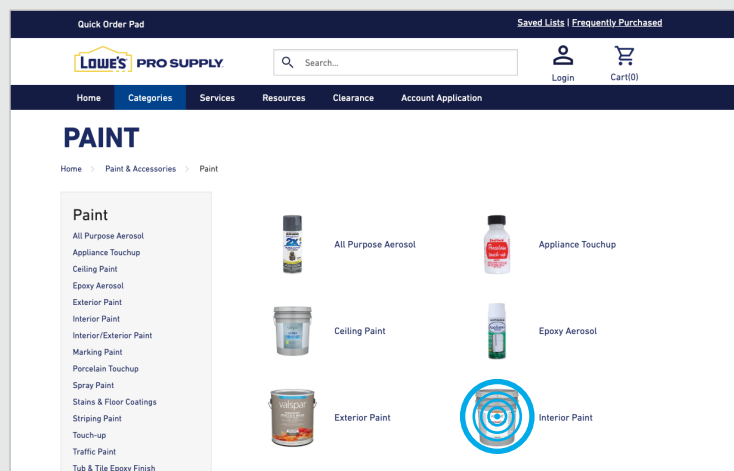 Quick Order Pad
Saved Lists | Frequently Purchased
LOWE'S PRO SUPPLY
Search...
Login
Cart(0)
Home Categories Services Resources Clearance Account Application
PAINT
Home > Paint & Accessories > Paint
Paint
All Purpose Aerosol
Appliance Touchup
Ceiling Paint
Epoxy Aerosol
Exterior Paint
Interior Paint
Interior/Exterior Paint
Marking Paint
Porcelain Touchup
Spray Paint
Stains & Floor Coatings
Striping Paint
Touch-up
Traffic Paint
Tub & Tile Epoxy Finish
2X
All Purpose Aerosol
Appliance Touchup
Ceiling Paint
Epoxy Aerosol
valspar
Exterior Paint
Interior Paint